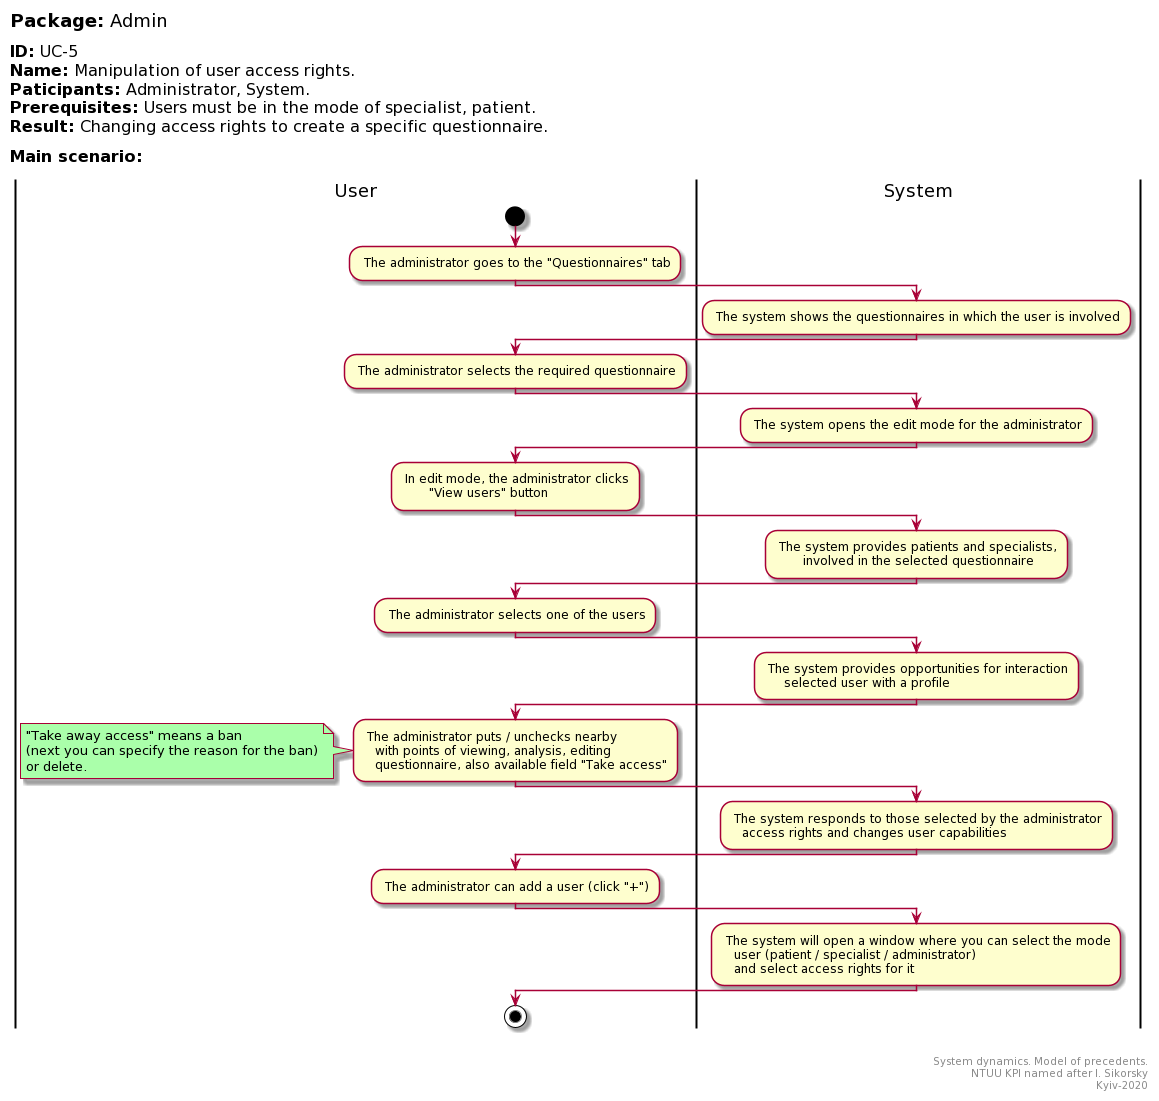 Package: Admin
ID: UC-5
Name: Manipulation of user access rights.
Paticipants: Administrator, System.
Prerequisites: Users must be in the mode of specialist, patient.
Result: Changing access rights to create a specific questionnaire.
Main scenario:
User
System
The administrator goes to the "Questionnaires" tab
The system shows the questionnaires in which the user is involved
The administrator selects the required questionnaire
The system opens the edit mode for the administrator
In edit mode, the administrator clicks
"View users" button
The system provides patients and specialists,
involved in the selected questionnaire
The administrator selects one of the users
The system provides opportunities for interaction
selected user with a profile
"Take away access" means a ban
(next you can specify the reason for the ban)
or delete.
The administrator puts / unchecks nearby
with points of viewing, analysis, editing
questionnaire, also available field "Take access"
The system responds to those selected by the administrator
access rights and changes user capabilities
The administrator can add a user (click "+")
The system will open a window where you can select the mode
user (patient / specialist / administrator)
and select access rights for it
System dynamics. Model of precedents.
NTUU KPI named after I. Sikorsky
Kyiv-2020